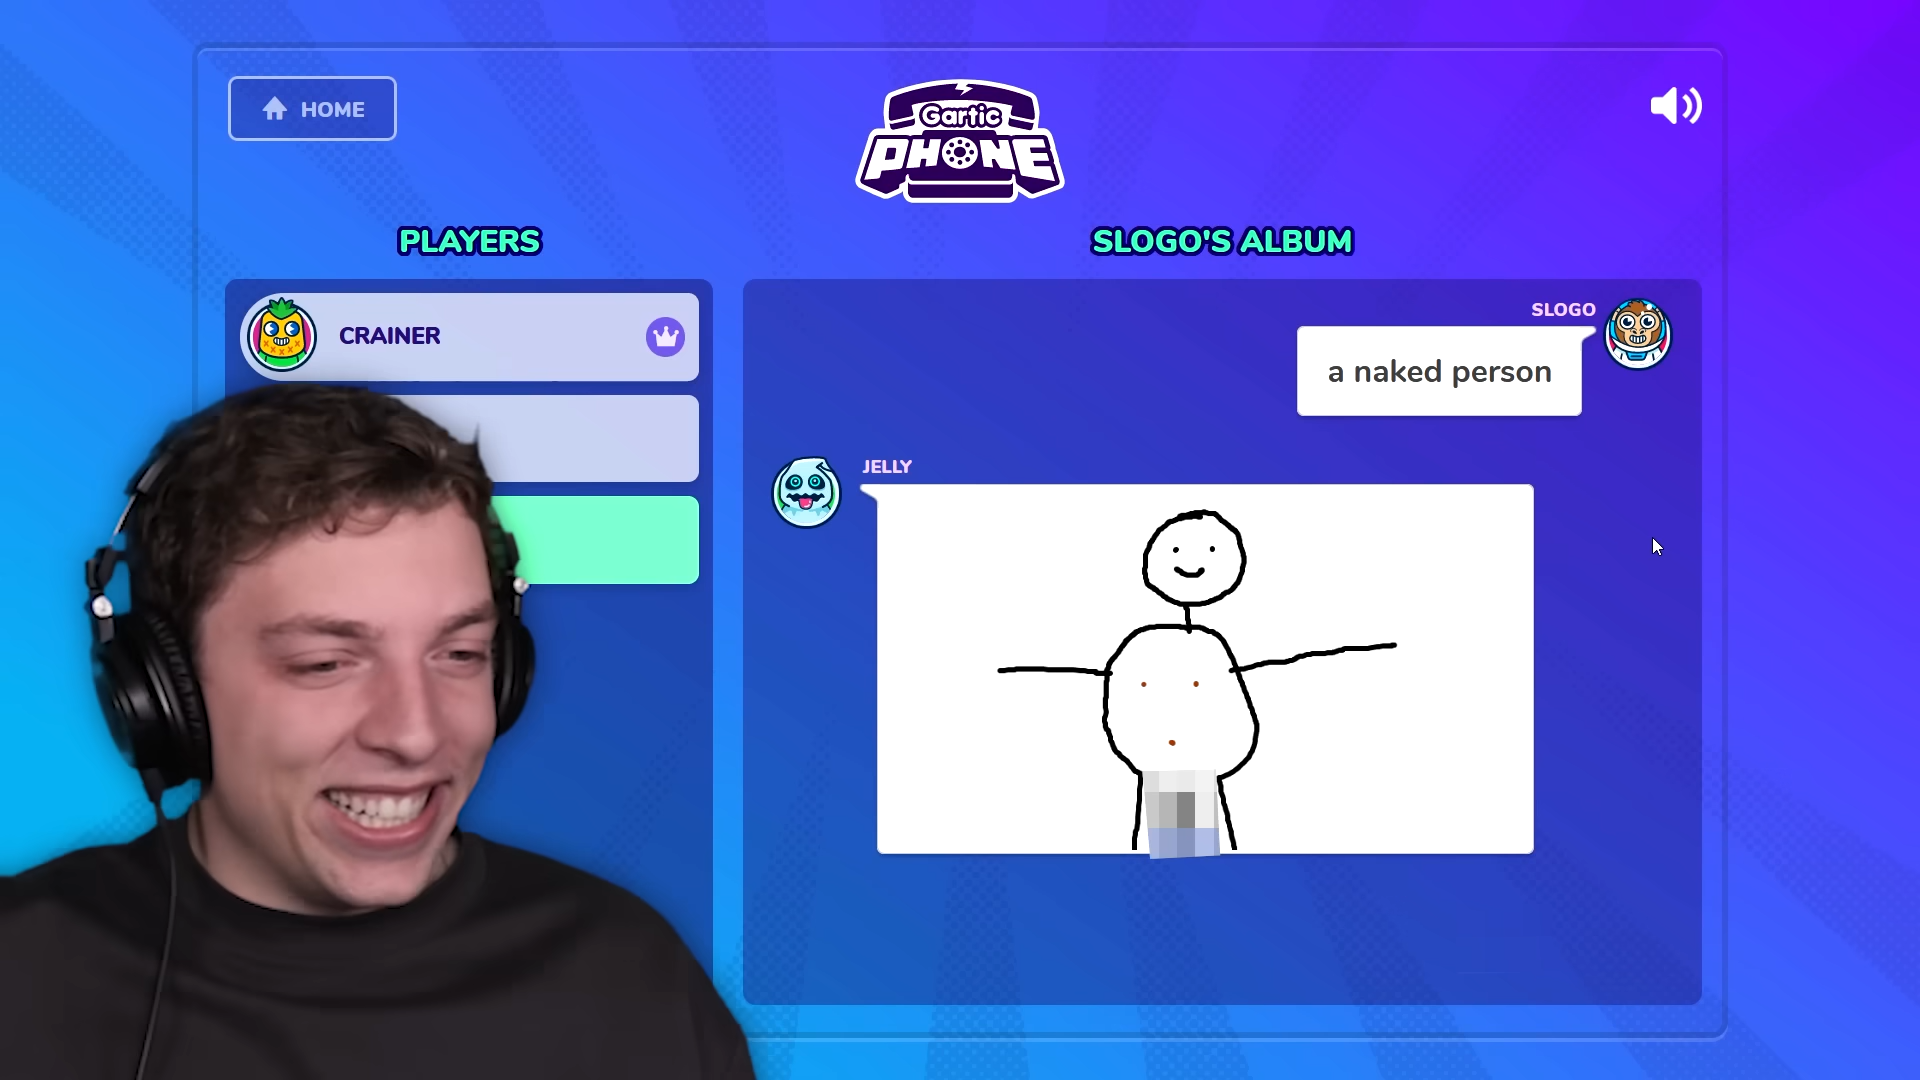 HOME
Gartic
PHONE
PLAYERS
SLOGO'S ALBUM
CRAINER
SLOGO
a naked person
JELLY